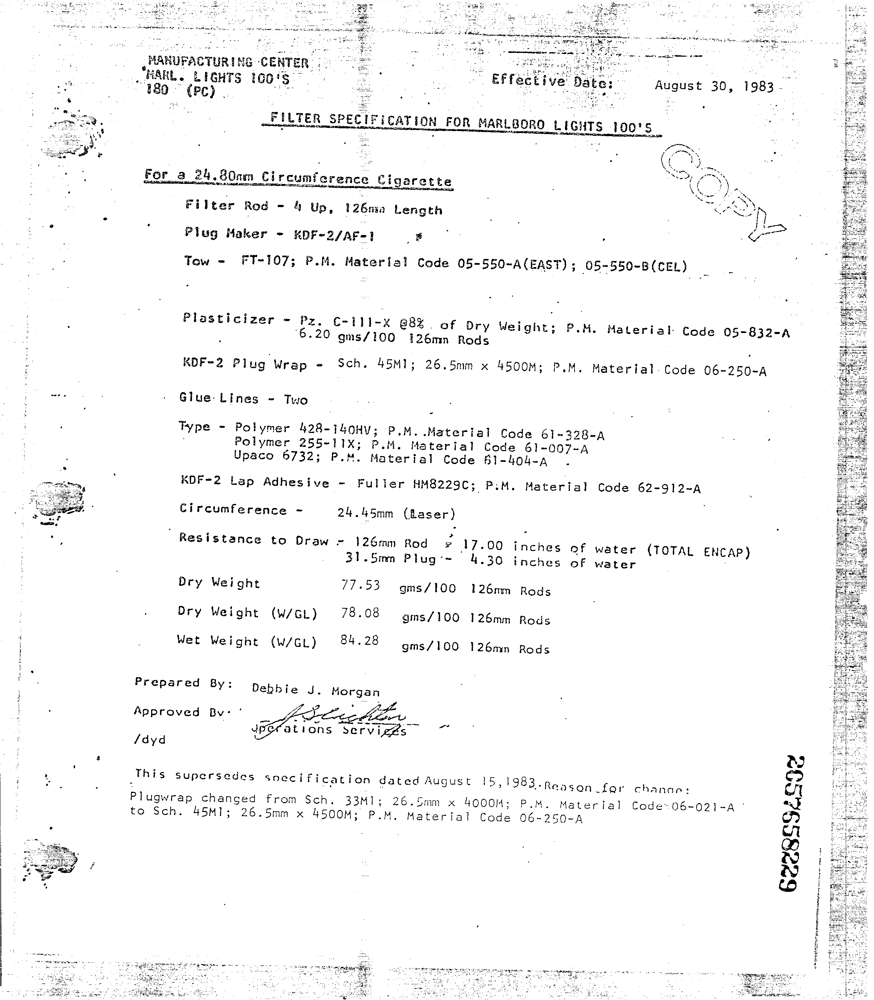 MANUFACTURING CENTER
MARL. LIGHTS 100'S
180 (PC)
Effective Date: August 30, 1983
FILTER SPECIFICATION FOR MARLBORO LIGHTS 100'S
COPY
For a 24.80mm Circumference Cigarette
Filter Rod - 4 Up, 126mm Length
Plug Maker - KDF-2/AF-1
Tow - FT-107; P.M. Material Code 05-550-A(EAST); 05-550-B(CEL)
Plasticizer - Pz. C-111-X @8% of Dry Weight; P.M. Material Code 05-832-A
6.20 gms/100 126mm Rods
KDF-2 Plug Wrap - Sch. 45M1; 26.5mm x 4500M; P.M. Material Code 06-250-A
Glue Lines - Two
Type - Polymer 428-140HV; P.M. Material Code 61-328-A
Polymer 255-11X; P.M. Material Code 61-007-A
Upaco 6732; P.M. Material Code 61-404-A
KDF-2 Lap Adhesive - Fuller HM8229C; P.M. Material Code 62-912-A
Circumference - 24.45mm (Laser)
Resistance to Draw - 126mm Rod - 17.00 inches of water (TOTAL ENCAP)
31.5mm Plug - 4.30 inches of water
Dry Weight 77.53 gms/100 126mm Rods
Dry Weight (W/GL) 78.08 gms/100 126mm Rods
Wet Weight (W/GL) 84.28 gms/100 126mm Rods
Prepared By: Debbie J. Morgan
Approved By:
Operations Services
/dyd
This supersedes specification dated August 15,1983. Reason for change:
Plugwrap changed from Sch. 33M1; 26.5mm x 4000M; P.M. Material Code 06-021-A
to Sch. 45M1; 26.5mm x 4500M; P.M. Material Code 06-250-A
2057658229